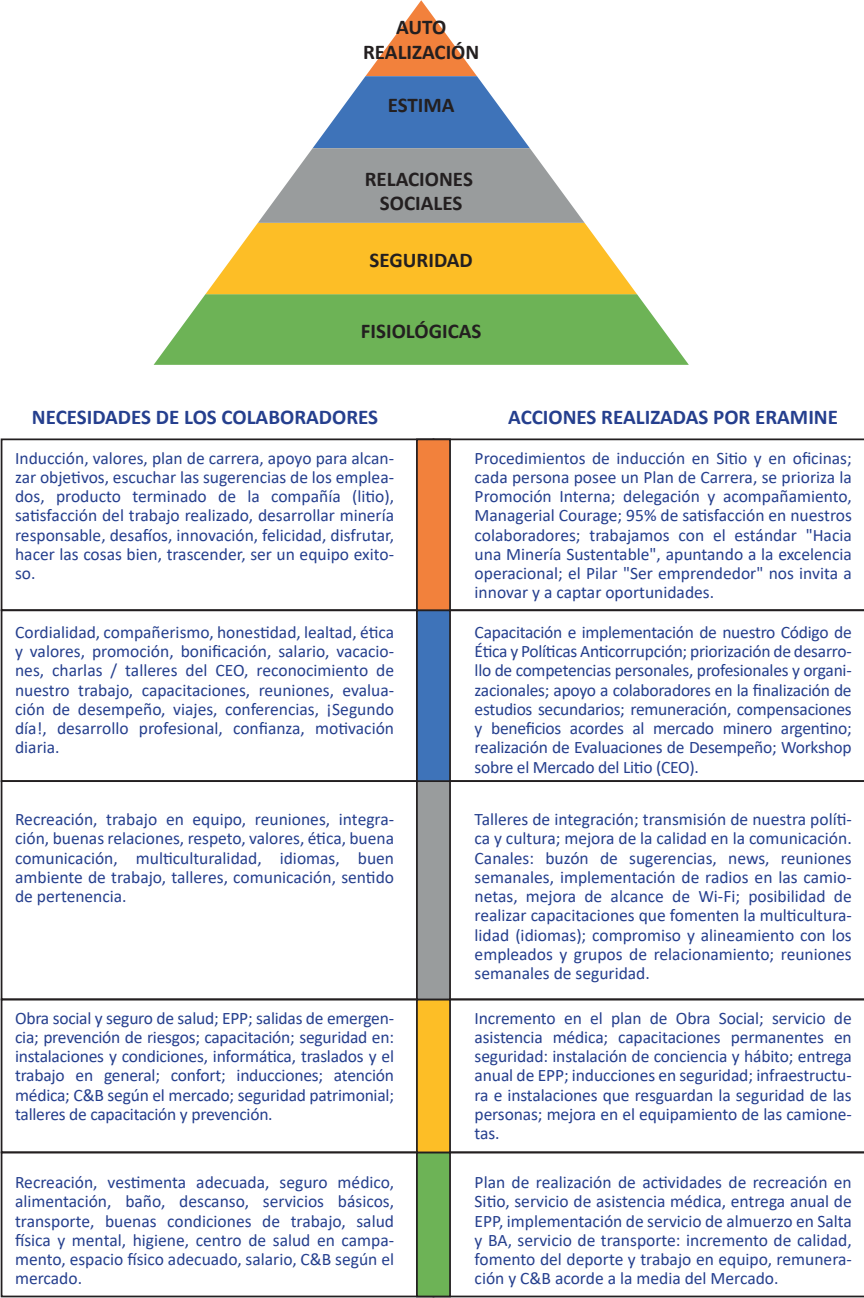 AUTO
REALIZACIÓN
ESTIMA
RELACIONES
SOCIALES
SEGURIDAD
FISIOLÓGICAS
NECESIDADES DE LOS COLABORADORES
Inducción, valores, plan de carrera, apoyo para alcan-
zar objetivos, escuchar las sugerencias de los emplea-
dos, producto terminado de la compañía (litio),
satisfacción del trabajo realizado, desarrollar minería
responsable, desafíos, innovación, felicidad, disfrutar,
hacer las cosas bien, trascender, ser un equipo exito-
so.
ACCIONES REALIZADAS POR ERAMINE
Procedimientos de inducción en Sitio y en oficinas;
cada persona posee un Plan de Carrera, se prioriza la
Promoción Interna; delegación y acompañamiento,
Managerial Courage; 95% de satisfacción en nuestros
colaboradores; trabajamos con el estándar "Hacia
una Minería Sustentable", apuntando a la excelencia
operacional; el Pilar "Ser emprendedor" nos invita a
innovar y a captar oportunidades.
Cordialidad, compañerismo, honestidad, lealtad, ética
y valores, promoción, bonificación, salario, vacacio-
nes, charlas / talleres del CEO, reconocimiento de
nuestro trabajo, capacitaciones, reuniones, evalua-
ción de desempeño, viajes, conferencias, ¡Segundo
día!, desarrollo profesional, confianza, motivación
diaria.
Capacitación e implementación de nuestro Código de
Ética y Políticas Anticorrupción; priorización de desarro-
llo de competencias personales, profesionales y organi-
zacionales; apoyo a colaboradores en la finalización de
estudios secundarios; remuneración, compensaciones
y beneficios acordes al mercado minero argentino;
realización de Evaluaciones de Desempeño; Workshop
sobre el Mercado del Litio (CEO).
Recreación, trabajo en equipo, reuniones, integra-
ción, buenas relaciones, respeto, valores, ética, buena
comunicación, multiculturalidad, idiomas, buen
ambiente de trabajo, talleres, comunicación, sentido
de pertenencia.
Talleres de integración; transmisión de nuestra políti-
ca y cultura; mejora de la calidad en la comunicación.
Canales: buzón de sugerencias, news, reuniones
semanales, implementación de radios en las camio-
netas, mejora de alcance de Wi-Fi; posibilidad de
realizar capacitaciones que fomenten la multicultura-
lidad (idiomas); compromiso y alineamiento con los
empleados y grupos de relacionamiento; reuniones
semanales de seguridad.
Obra social y seguro de salud; EPP; salidas de emergen-
cia; prevención de riesgos; capacitación; seguridad en:
instalaciones y condiciones, informática, traslados y el
trabajo en general; confort; inducciones; atención
médica; C&B según el mercado; seguridad patrimonial;
talleres de capacitación y prevención.
Incremento en el plan de Obra Social; servicio de
asistencia médica; capacitaciones permanentes en
seguridad: instalación de conciencia y hábito; entrega
anual de EPP; inducciones en seguridad; infraestructu-
ra e instalaciones que resguardan la seguridad de las
personas; mejora en el equipamiento de las camione-
tas.
Recreación, vestimenta adecuada, seguro médico,
alimentación, baño, descanso, servicios básicos,
transporte, buenas condiciones de trabajo, salud
física y mental, higiene, centro de salud en campa-
mento, espacio físico adecuado, salario, C&B según el
mercado.
Plan de realización de actividades de recreación en
Sitio, servicio de asistencia médica, entrega anual de
EPP, implementación de servicio de almuerzo en Salta
y BA, servicio de transporte: incremento de calidad,
fomento del deporte y trabajo en equipo, remunera-
ción y C&B acorde a la media del Mercado.